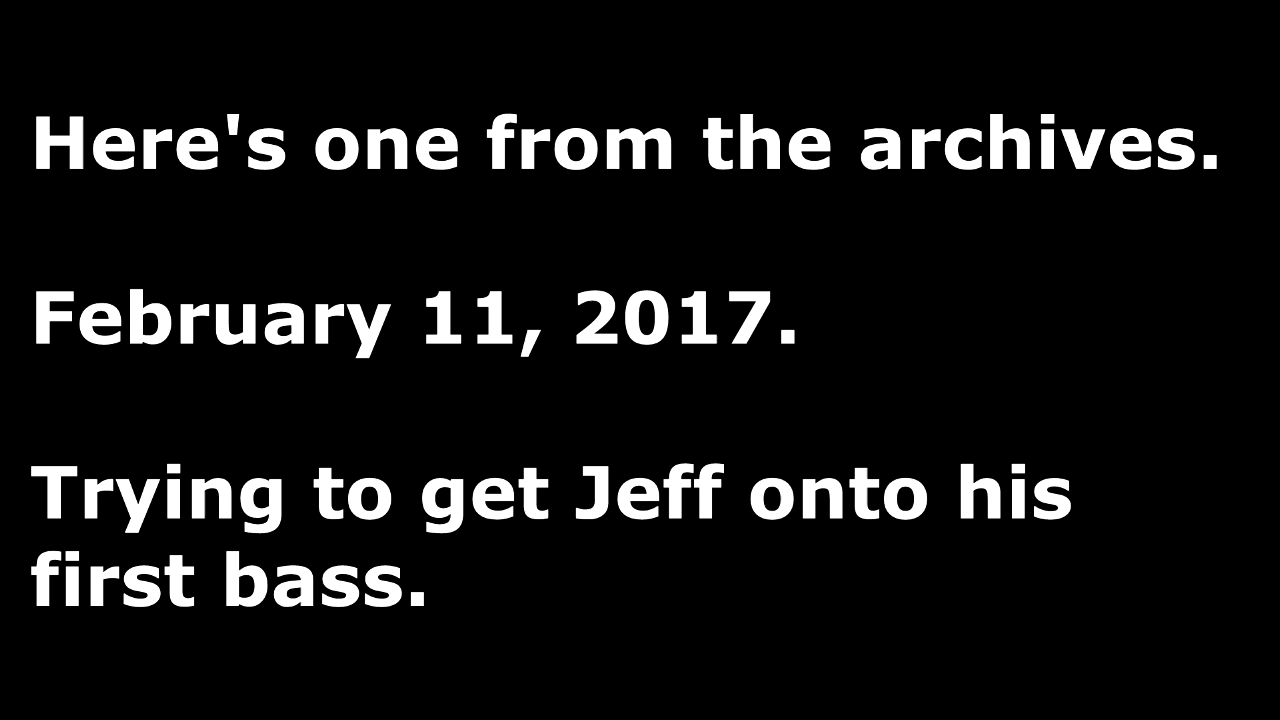 Here's one from the archives.
February 11, 2017.
Trying to get Jeff onto his
first bass.